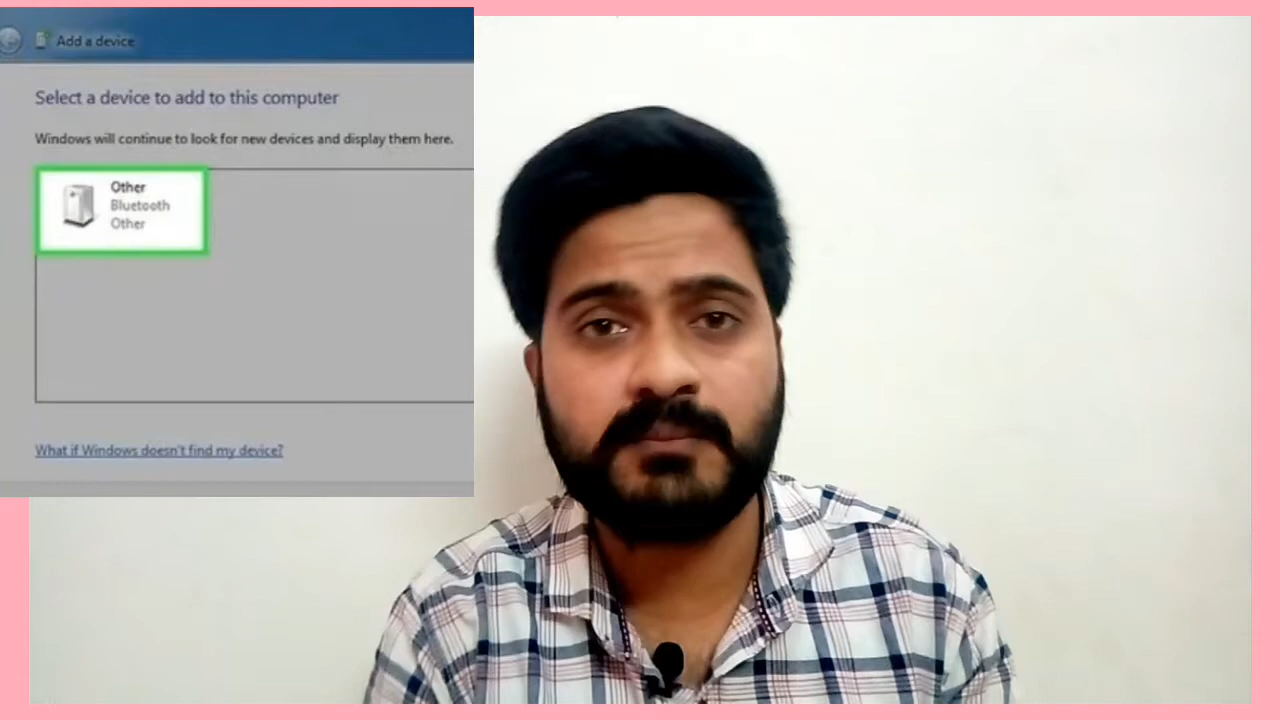 Add a device
Select a device to add to this computer
Windows will continue to look for new devices and display them here.
Other
Bluetooth
Other
What if Windows doesn't find my device?